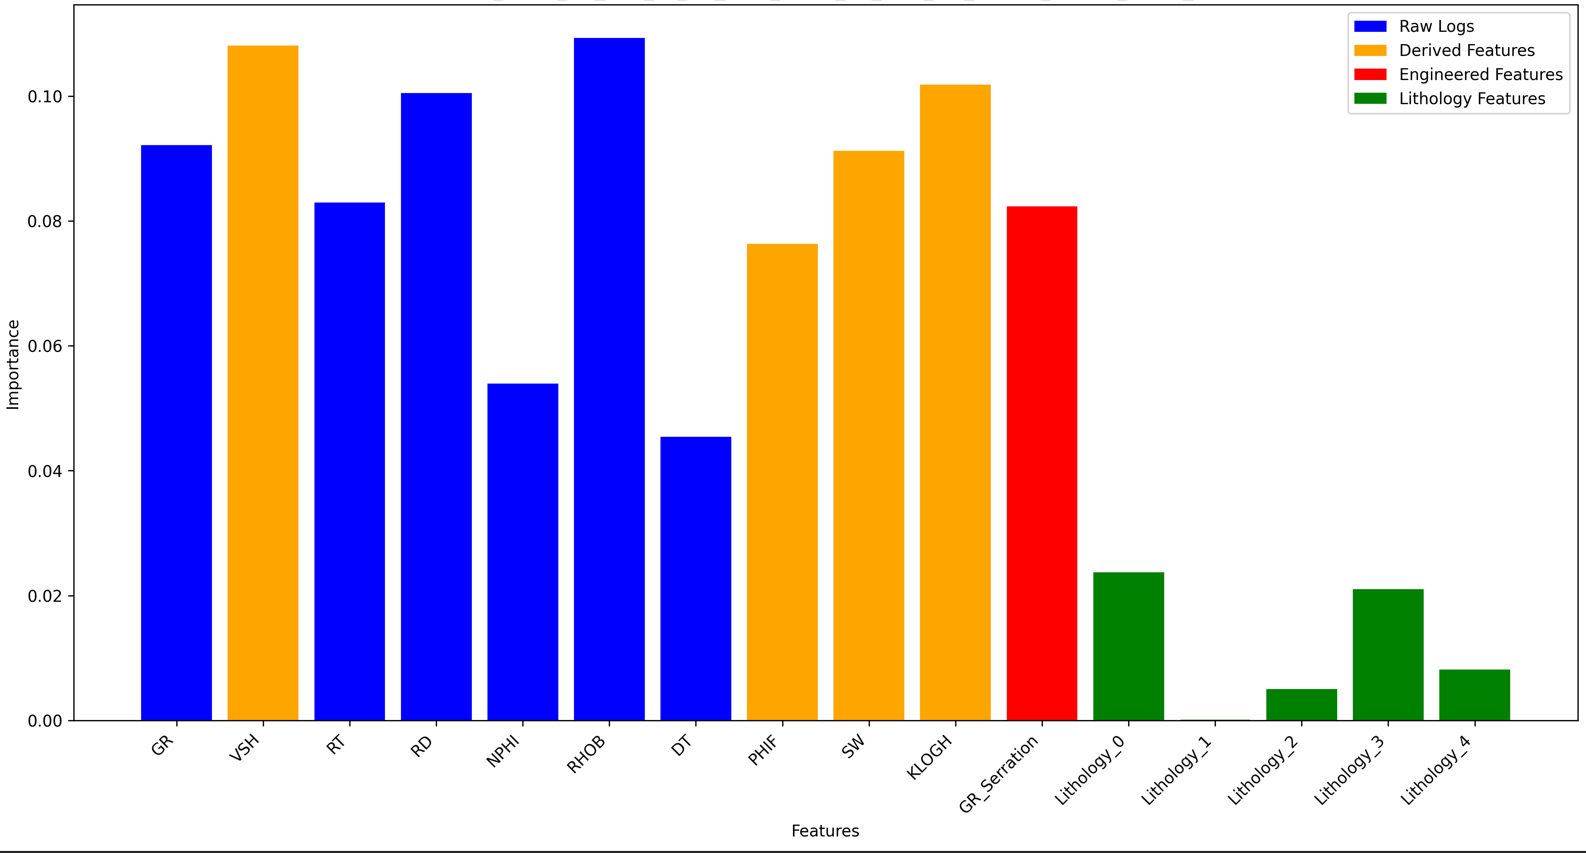 Raw Logs
Derived Features
Engineered Features
Lithology Features
Importance
0.10
0.08
0.06
0.04
0.02
0.00
GR
VSH
RT
RD
NPHI
RHOB
DT
PHIF
SW
KLOGH
GR_Serration
Lithology_0
Lithology_1
Lithology_2
Lithology_3
Lithology_4
Features